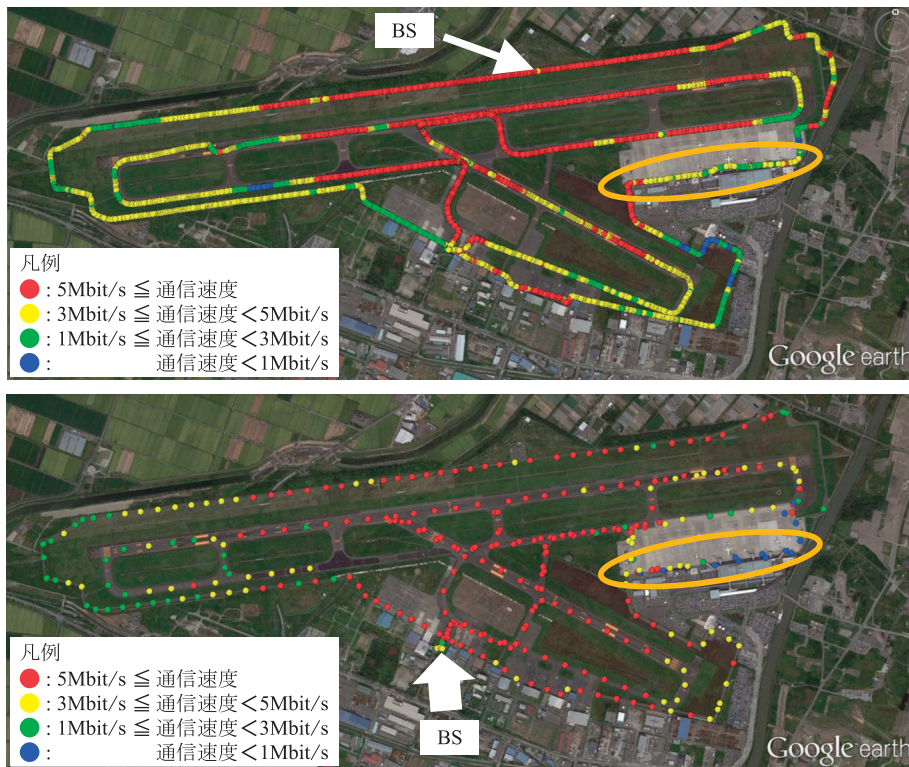 BS
凡例
: 5Mbit/s ≦ 通信速度
: 3Mbit/s ≦ 通信速度<5Mbit/s
: 1Mbit/s ≦ 通信速度<3Mbit/s
: 通信速度<1Mbit/s
Google earth
凡例
: 5Mbit/s ≦ 通信速度
: 3Mbit/s ≦ 通信速度<5Mbit/s
: 1Mbit/s ≦ 通信速度<3Mbit/s
: 通信速度<1Mbit/s
BS
Google earth